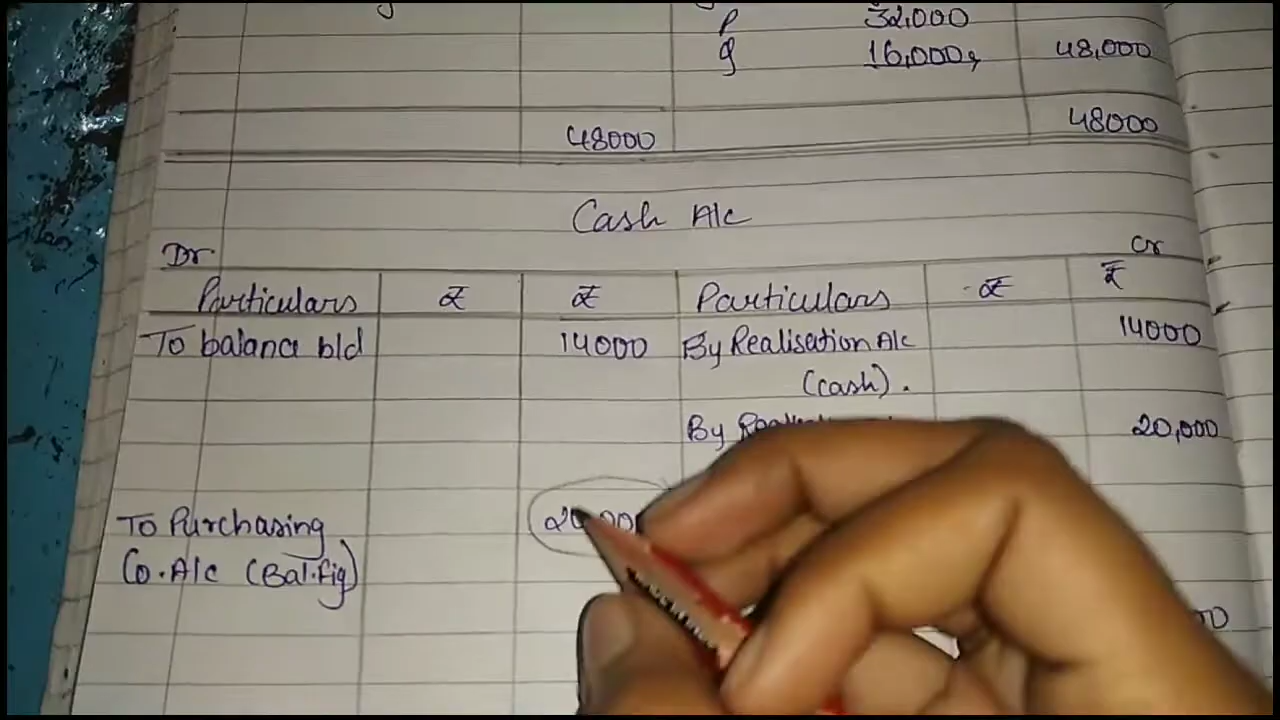 p 32,000
q 16,000 48,000
48000 48000
Cash A/c
Dr Cr
Particulars ₹ ₹ Particulars ₹ ₹
To balance b/d 14000 By Realisation A/c 14000
(cash).
By 20,000
To Purchasing
Co. A/c (Bal.fig)